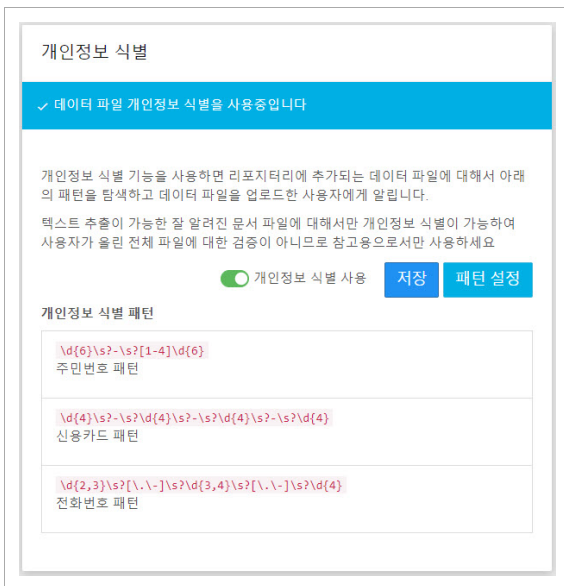 개인정보 식별
✓ 데이터 파일 개인정보 식별을 사용중입니다
개인정보 식별 기능을 사용하면 리포지터리에 추가되는 데이터 파일에 대해서 아래
의 패턴을 탐색하고 데이터 파일을 업로드한 사용자에게 알립니다.
텍스트 추출이 가능한 잘 알려진 문서 파일에 대해서만 개인정보 식별이 가능하여
사용자가 올린 전체 파일에 대한 검증이 아니므로 참고용으로서만 사용하세요
개인정보 식별 사용 저장 패턴 설정
개인정보 식별 패턴
\d{6}\s?-\s?[1-4]\d{6}
주민번호 패턴
\d{4}\s?-\s?\d{4}\s?-\s?\d{4}\s?-\s?\d{4}
신용카드 패턴
\d{2,3}\s?[\.\-]\s?\d{3,4}\s?[\.\-]\s?\d{4}
전화번호 패턴